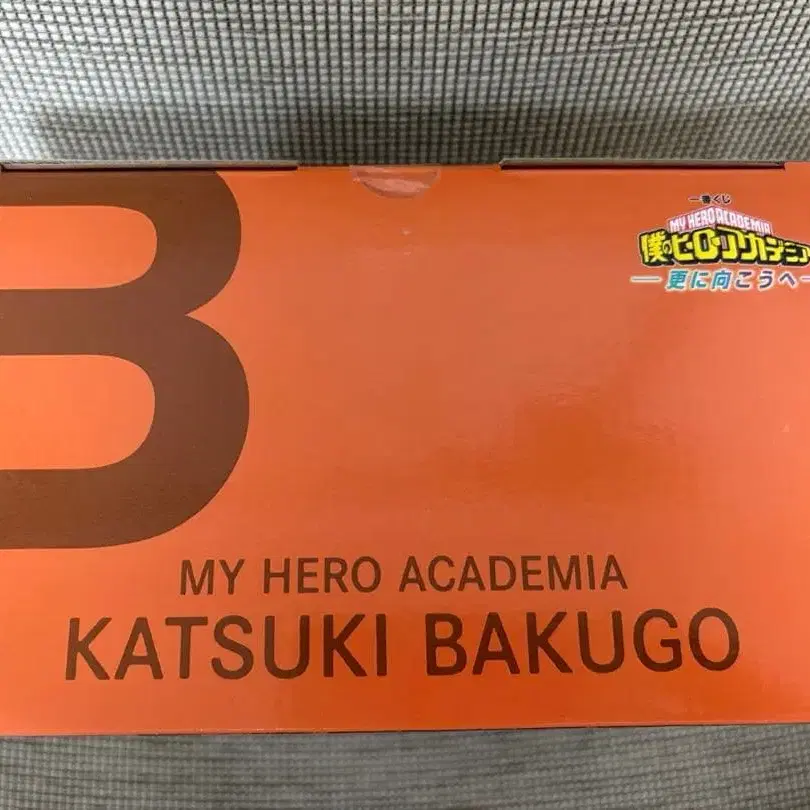 B
一番くじ
MY HERO ACADEMIA
僕のヒーローアカデミア
―更に向こうへ―
MY HERO ACADEMIA
KATSUKI BAKUGO